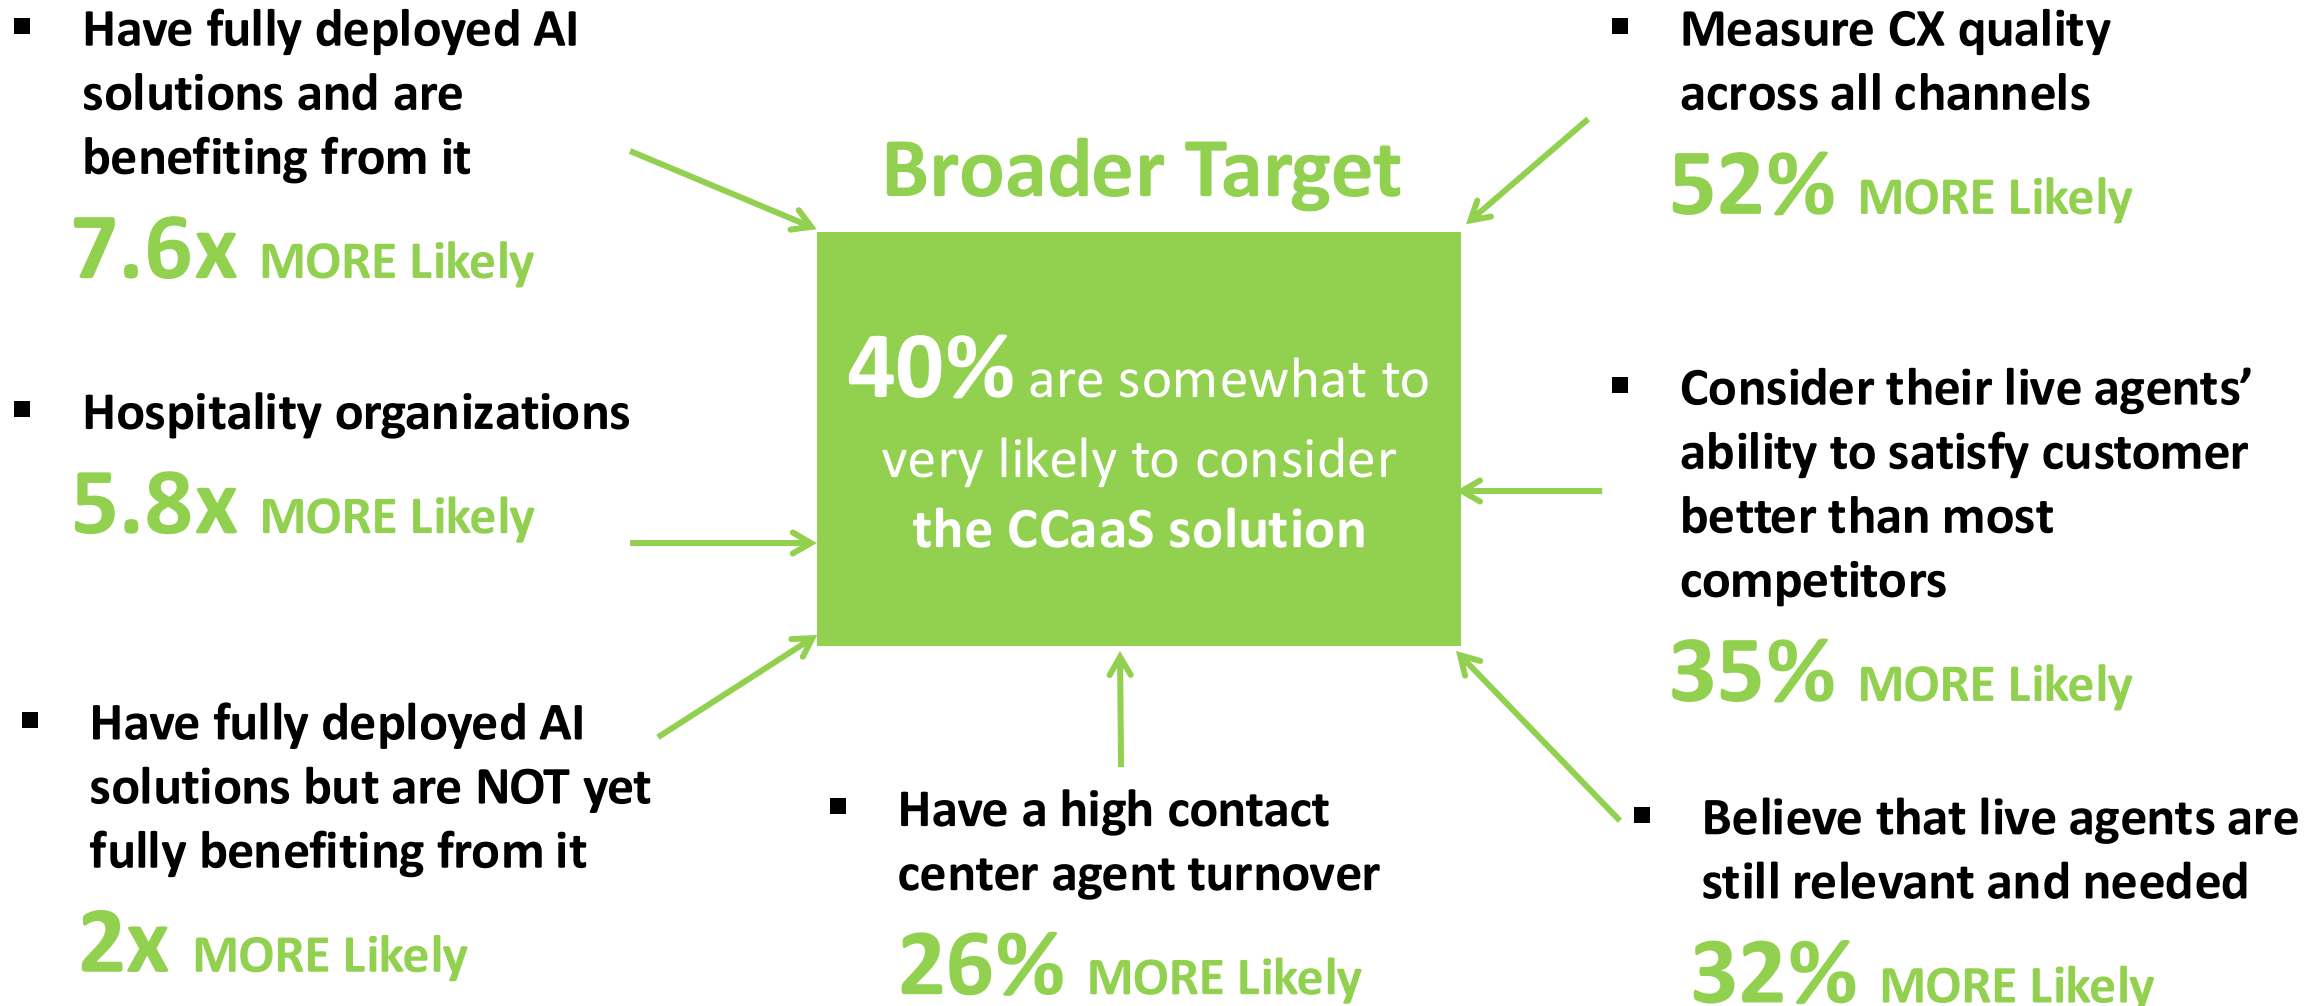 ▪ Have fully deployed AI
solutions and are
benefiting from it
7.6x MORE Likely
▪ Hospitality organizations
5.8x MORE Likely
▪ Have fully deployed AI
solutions but are NOT yet
fully benefiting from it
2x MORE Likely
Broader Target
40% are somewhat to
very likely to consider
the CCaaS solution
▪ Have a high contact
center agent turnover
26% MORE Likely
▪ Measure CX quality
across all channels
52% MORE Likely
▪ Consider their live agents’
ability to satisfy customer
better than most
competitors
35% MORE Likely
▪ Believe that live agents are
still relevant and needed
32% MORE Likely